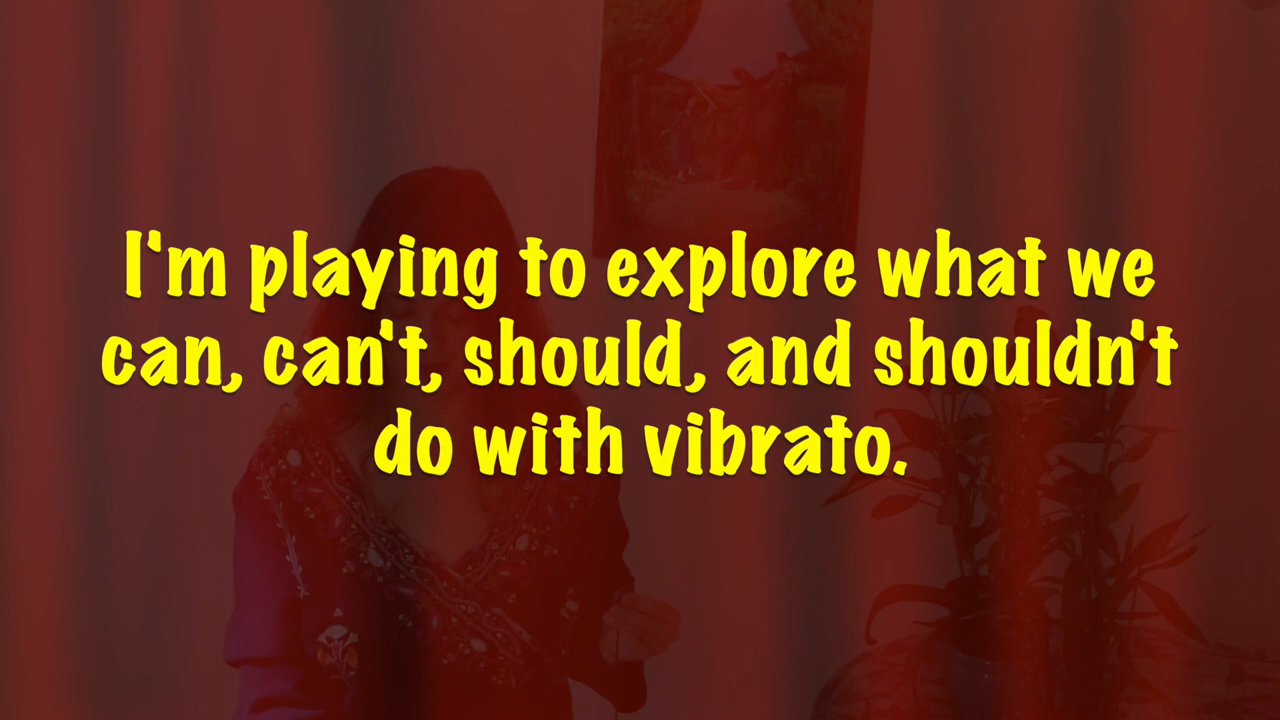 I'm playing to explore what we
can, can't, should, and shouldn't
do with vibrato.